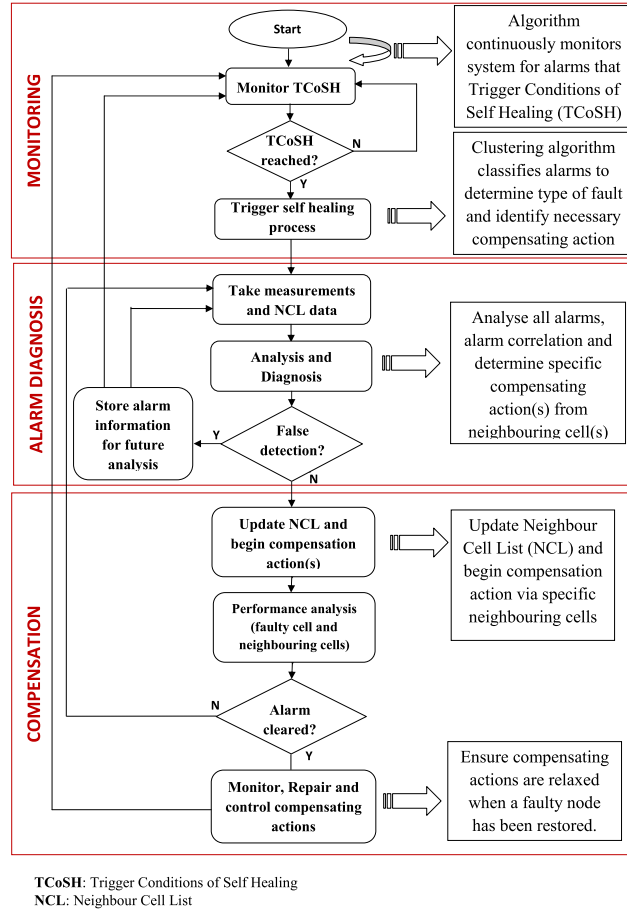 Start
Algorithm
continuously monitors
system for alarms that
Trigger Conditions of
Self Healing (TCoSH)
MONITORING
Monitor TCoSH
TCoSH
reached?
N
Y
Clustering algorithm
classifies alarms to
determine type of fault
and identify necessary
compensating action
Trigger self healing
process
ALARM DIAGNOSIS
Take measurements
and NCL data
Analysis and
Diagnosis
Analyse all alarms,
alarm correlation and
determine specific
compensating
action(s) from
neighbouring cell(s)
Store alarm
information
for future
analysis
Y
False
detection?
N
COMPENSATION
Update NCL and
begin compensation
action(s)
Update Neighbour
Cell List (NCL) and
begin compensation
action via specific
neighbouring cells
Performance analysis
(faulty cell and
neighbouring cells)
N
Alarm
cleared?
Y
Monitor, Repair and
control compensating
actions
Ensure compensating
actions are relaxed
when a faulty node
has been restored.
TCoSH: Trigger Conditions of Self Healing
NCL: Neighbour Cell List